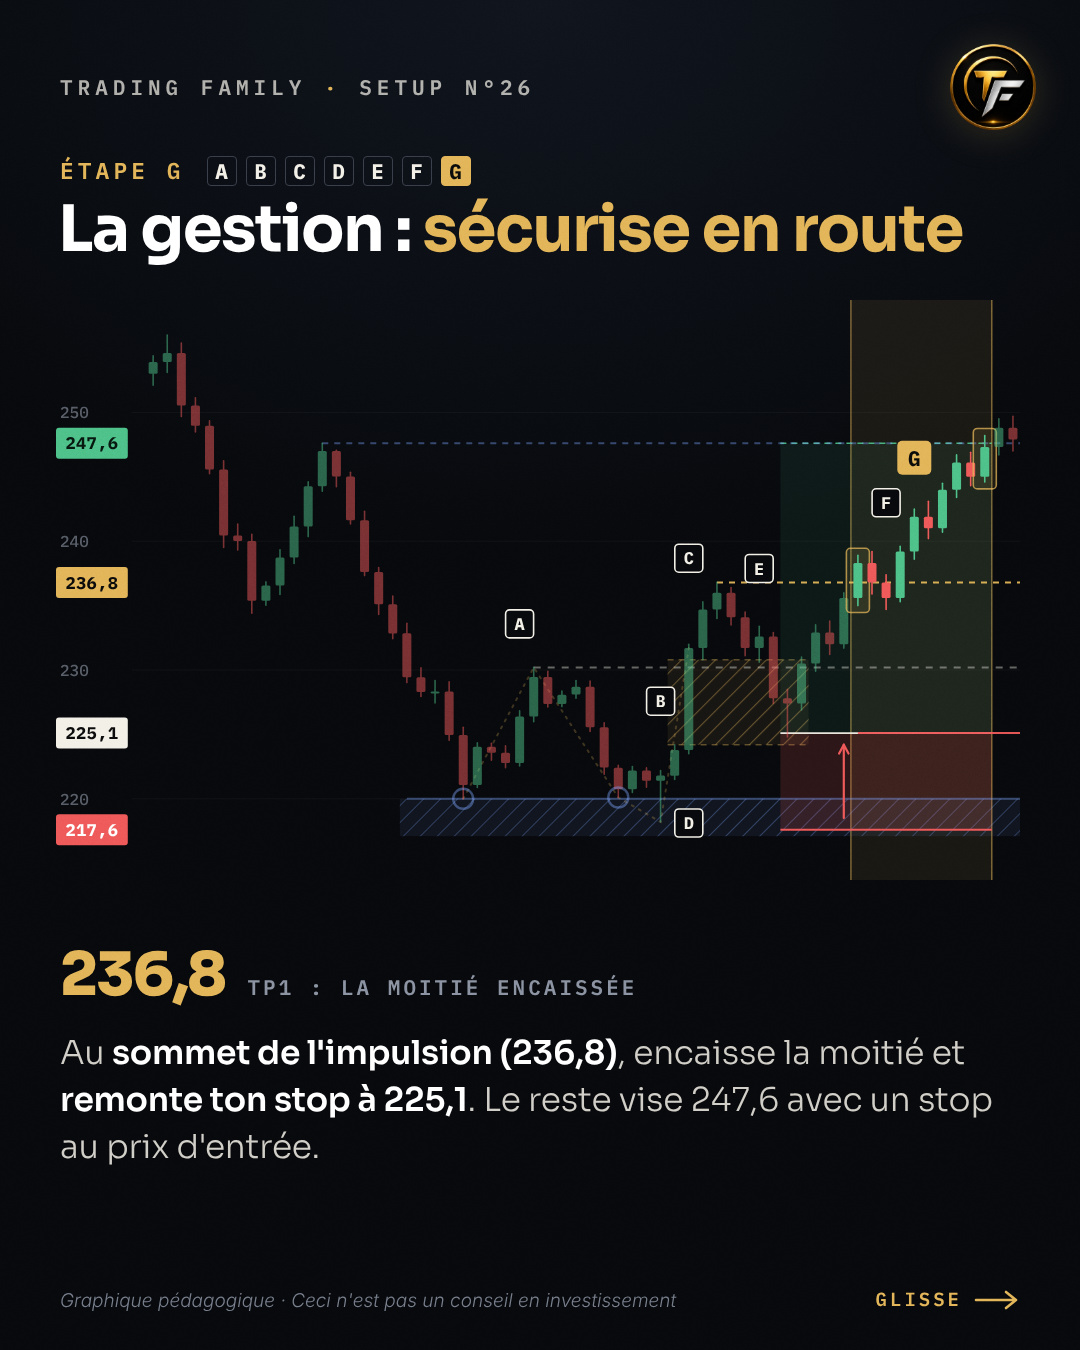 TRADING FAMILY · SETUP N°26
TF
ÉTAPE G A B C D E F G
La gestion : sécurise en route
250
247,6
G
F
240
C
E
236,8
A
230
B
225,1
220
D
217,6
236,8 TP1 : LA MOITIÉ ENCAISSÉE
Au sommet de l'impulsion (236,8), encaisse la moitié et
remonte ton stop à 225,1. Le reste vise 247,6 avec un stop
au prix d'entrée.
Graphique pédagogique · Ceci n'est pas un conseil en investissement
GLISSE →